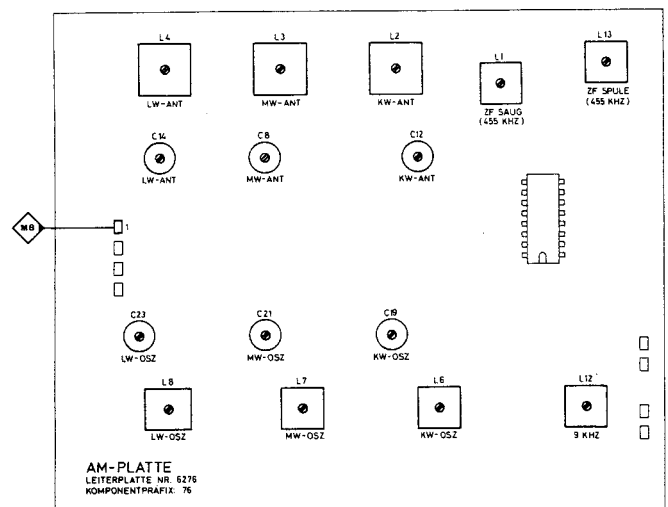 L4
L3
L2
L1
L13
LW-ANT
MW-ANT
KW-ANT
ZF SAUG
(455 KHZ)
ZF SPULE
(455 KHZ)
C14
C8
C12
LW-ANT
MW-ANT
KW-ANT
M8
1
C23
C21
C19
LW-OSZ
MW-OSZ
KW-OSZ
L8
L7
L6
L12
LW-OSZ
MW-OSZ
KW-OSZ
9 KHZ
AM-PLATTE
LEITERPLATTE NR. 6276
KOMPONENTPRÄFIX: 76